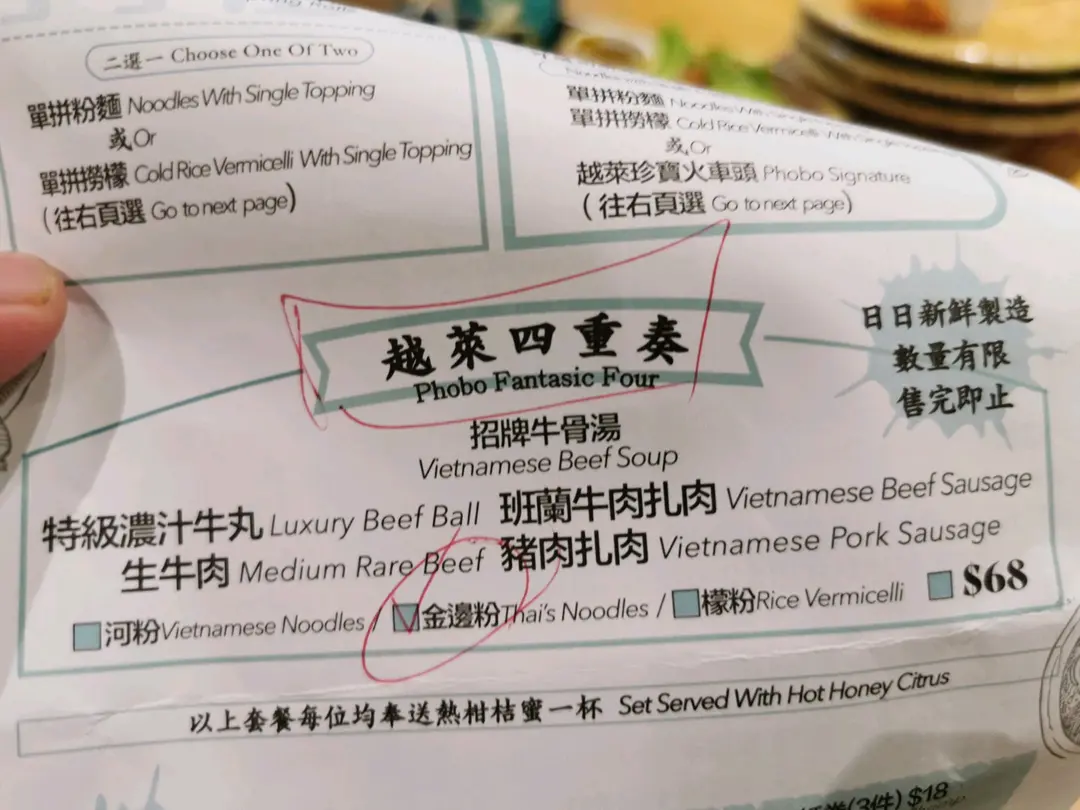 二選一 Choose One Of Two
單拼粉麵 Noodles With Single Topping
或 Or
單拼撈檬 Cold Rice Vermicelli With Single Topping
(往右頁選 Go to next page)
單拼粉麵 Noodles With
單拼撈檬 Cold Rice Vermicelli With
或 Or
越萊珍寶火車頭 Phobo Signature
(往右頁選 Go to next page)
越萊四重奏
Phobo Fantasic Four
日日新鮮製造
數量有限
售完即止
招牌牛骨湯
Vietnamese Beef Soup
特級濃汁牛丸 Luxury Beef Ball 班蘭牛肉扎肉 Vietnamese Beef Sausage
生牛肉 Medium Rare Beef 豬肉扎肉 Vietnamese Pork Sausage
河粉 Vietnamese Noodles / 金邊粉 Thai's Noodles / 檬粉 Rice Vermicelli $68
以上套餐每位均奉送熱柑桔蜜一杯 Set Served With Hot Honey Citrus
(3件) $18